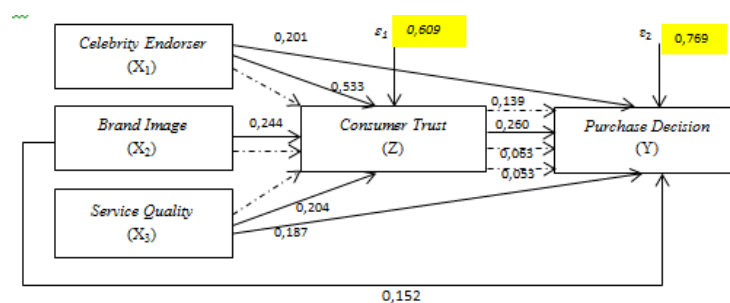 Celebrity Endorser
(X₁)
0,201
ε₁
0,609
ε₂
0,769
0,533
Brand Image
(X₂)
0,244
Consumer Trust
(Z)
0,139
0,260
0,063
0,053
Purchase Decision
(Y)
Service Quality
(X₃)
0,204
0,187
0,152